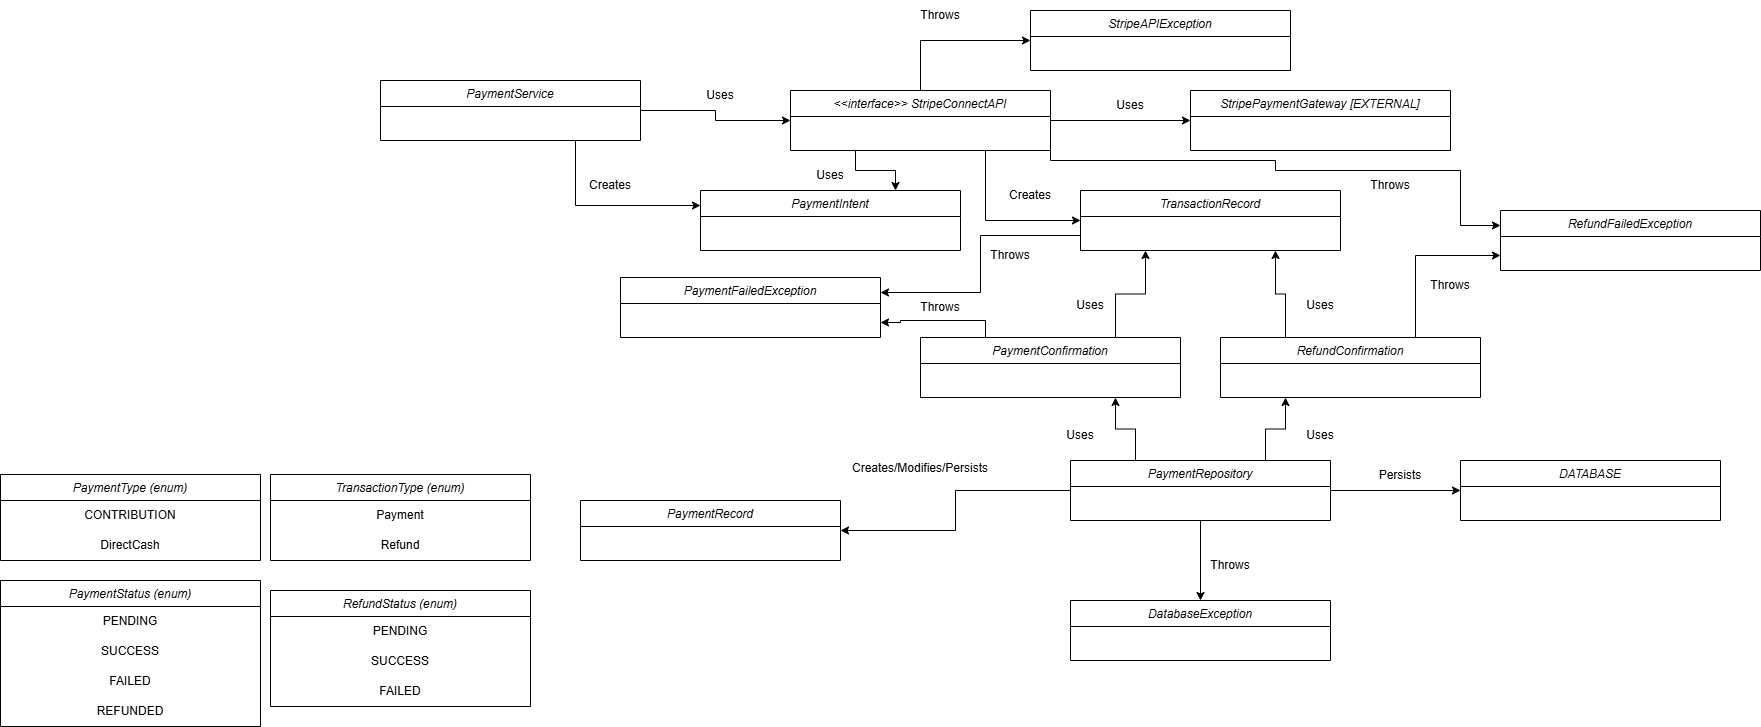 Throws
StripeAPIException
PaymentService
Uses
<<interface>> StripeConnectAPI
Uses
StripePaymentGateway [EXTERNAL]
Creates
Uses
PaymentIntent
Creates
TransactionRecord
Throws
RefundFailedException
Throws
PaymentFailedException
Throws
Uses
Uses
Throws
PaymentConfirmation
RefundConfirmation
Uses
Uses
Creates/Modifies/Persists
PaymentRepository
Persists
DATABASE
PaymentRecord
Throws
DatabaseException
PaymentType (enum)
CONTRIBUTION
DirectCash
TransactionType (enum)
Payment
Refund
PaymentStatus (enum)
PENDING
SUCCESS
FAILED
REFUNDED
RefundStatus (enum)
PENDING
SUCCESS
FAILED